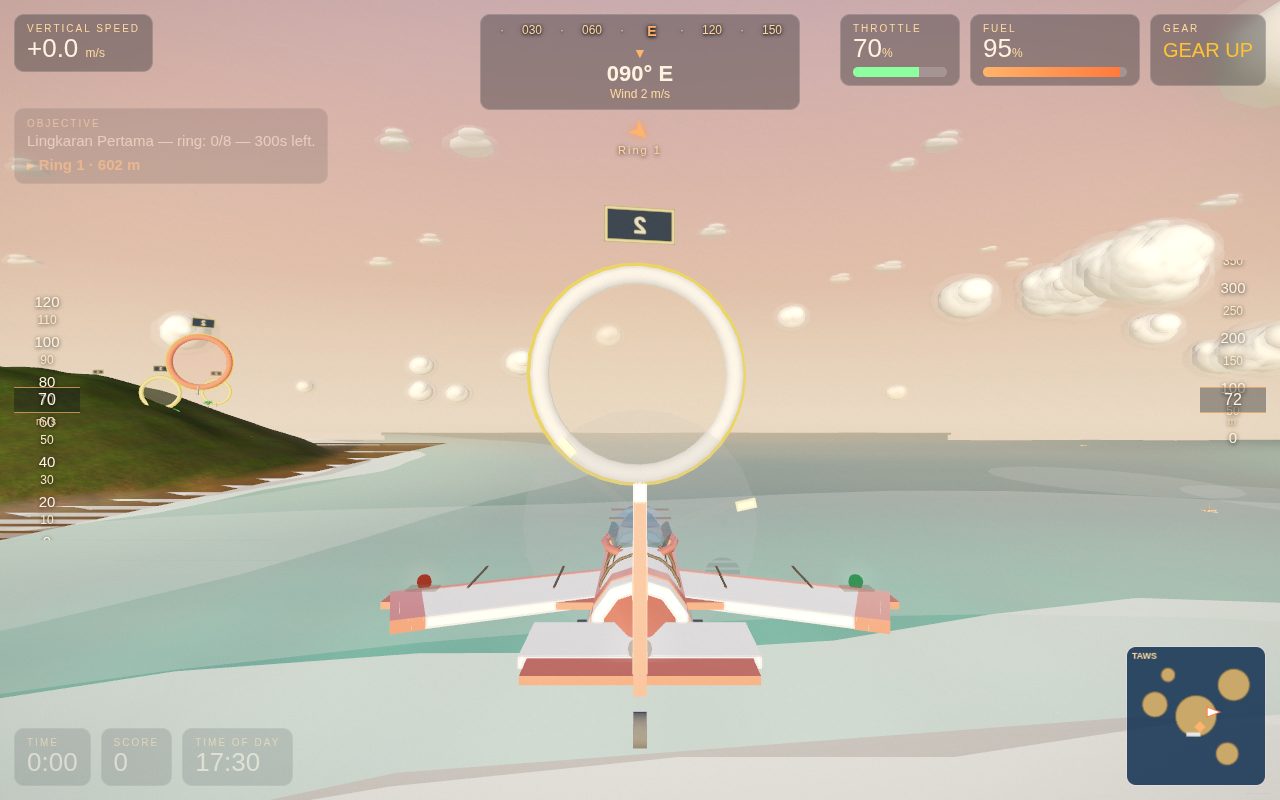 VERTICAL SPEED
+0.0 m/s
· 030 · 060 · E · 120 · 150
090° E
Wind 2 m/s
THROTTLE
70%
FUEL
95%
GEAR
GEAR UP
OBJECTIVE
Lingkaran Pertama — ring: 0/8 — 300s left.
▸ Ring 1 · 602 m
Ring 1
2
120
110
100
90
80
70
m/s
60
50
40
30
20
10
0
350
300
250
200
150
100
72
50
m
0
TIME
0:00
SCORE
0
TIME OF DAY
17:30
TAWS